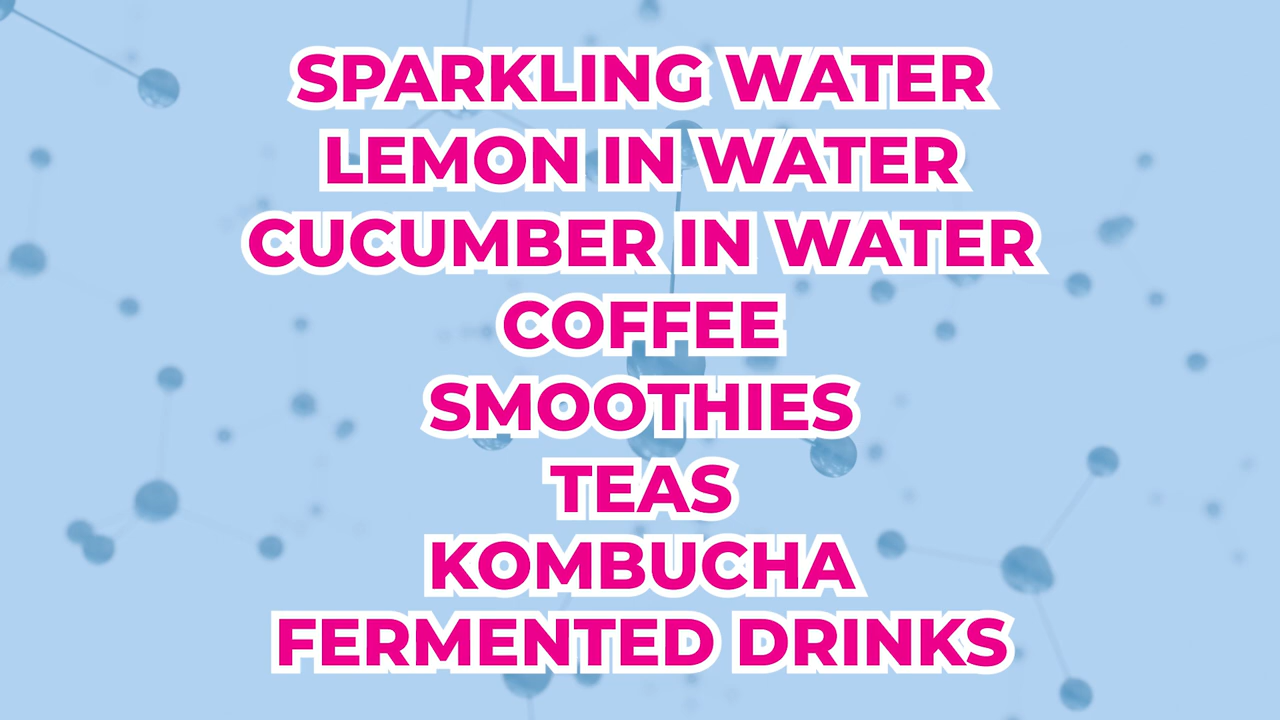 SPARKLING WATER
LEMON IN WATER
CUCUMBER IN WATER
COFFEE
SMOOTHIES
TEAS
KOMBUCHA
FERMENTED DRINKS